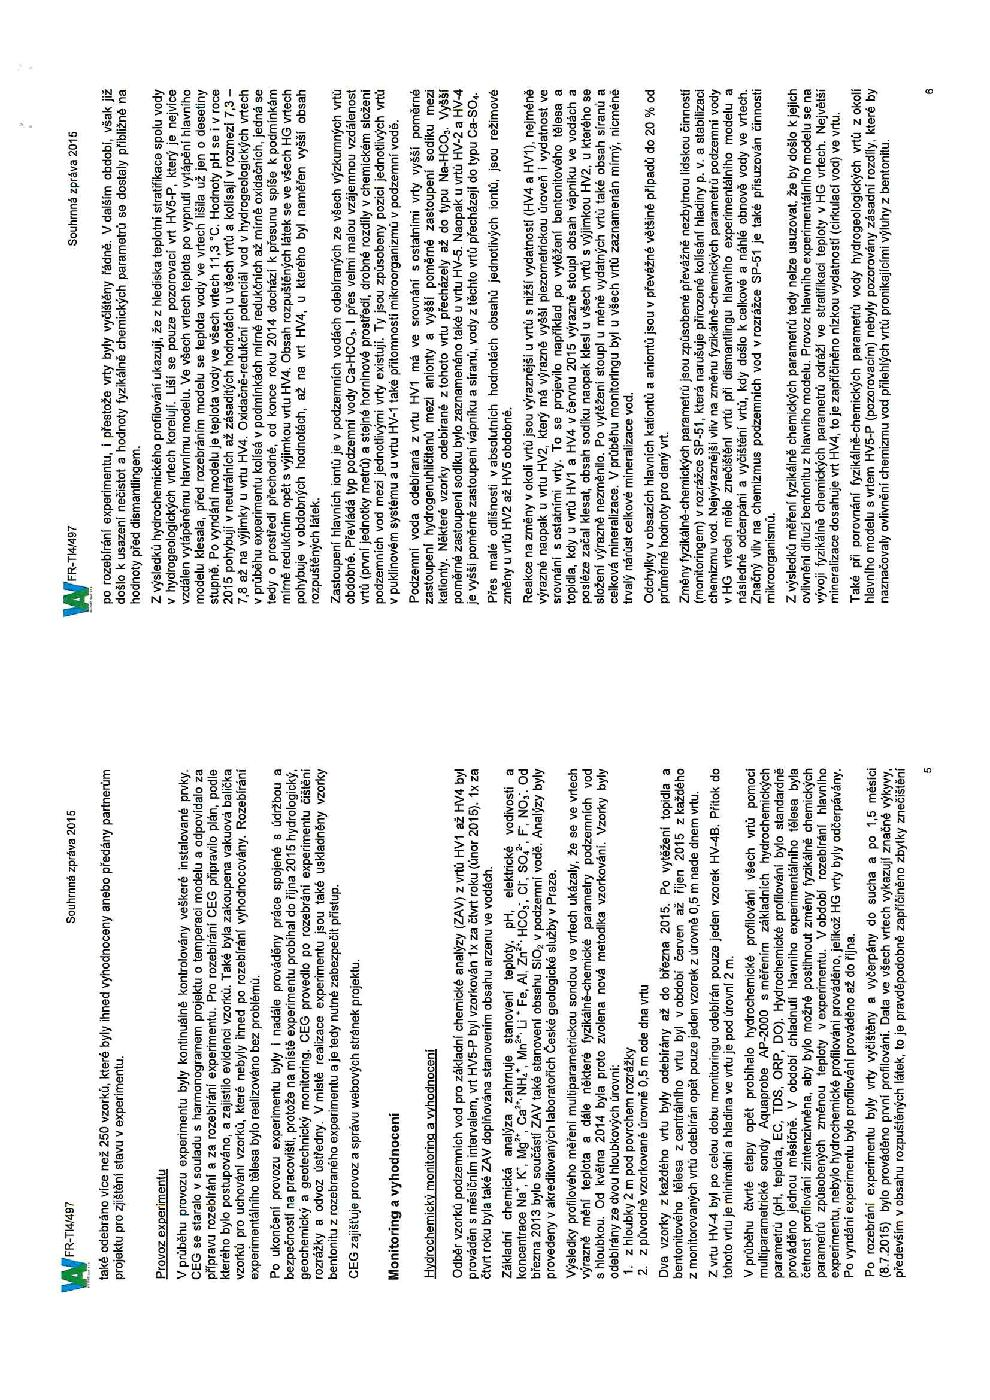 FR-TI4/497
Souhrnná zpráva 2015
také odebráno více než 250 vzorků, které byly ihned vyhodnoceny anebo předány partnerům
projektu pro zjištění stavu v experimentu.
Provoz experimentu
V průběhu provozu experimentu byly kontinuálně kontrolovány veškeré instalované prvky.
CEG se staralo v souladu s harmonogramem projektu o temperaci modelu a odpovídalo za
přípravu rozebírání a za rozebírání experimentu. Pro rozebírání CEG připravilo plán, podle
kterého bylo postupováno, a zajistilo evidenci vzorků. Také byla zakoupena vakuová balička
vzorků pro uchování vzorků, které nebyly ihned po rozebírání vyhodnocovány. Rozebírání
experimentálního tělesa bylo realizováno bez problémů.
Po ukončení provozu experimentu byly i nadále prováděny práce spojené s údržbou a
bezpečností na pracovišti, protože na místě experimentu probíhal do října 2015 hydrologický,
geochemický a geotechnický monitoring. CEG provedlo po rozebrání experimentu čištění
rozrážky a odvoz ústředny. V místě realizace experimentu jsou také uskladněny vzorky
bentonitu z rozebraného experimentu a je tedy nutné zabezpečit přístup.
CEG zajišťuje provoz a správu webových stránek projektu.
Monitoring a vyhodnocení
Hydrochemický monitoring a vyhodnocení
Odběr vzorků podzemních vod pro základní chemické analýzy (ZAV) z vrtů HV1 až HV4 byl
prováděn s měsíčním intervalem, vrt HV5-P byl vzorkován 1x za čtvrt roku (únor 2015). 1x za
čtvrt roku byla také ZAV doplňována stanovením obsahu arzanu ve vodách.
Základní chemická analýza zahrnuje stanovení teploty, pH, elektrické vodivosti a
koncentrace Na⁺, K⁺, Mg²⁺, Ca²⁺, NH₄⁺, Mn²⁺, Li⁺ Fe, Al, Zn²⁺, HCO₃⁻, Cl⁻, SO₄²⁻, F⁻, NO₃⁻. Od
března 2013 bylo součástí ZAV také stanovení obsahu SiO₂ v podzemní vodě. Analýzy byly
provedeny v akreditovaných laboratořích České geologické služby v Praze.
Výsledky profilového měření multiparametrickou sondou ve vrtech ukázaly, že se ve vrtech
výrazně mění teplota a dále některé fyzikálně-chemické parametry podzemních vod
s hloubkou. Od května 2014 byla proto zvolena nová metodika vzorkování. Vzorky byly
odebírány ze dvou hloubkových úrovní:
1. z hloubky 2 m pod povrchem rozrážky
2. z původně vzorkované úrovně 0,5 m ode dna vrtu
Dva vzorky z každého vrtu byly odebírány až do března 2015. Po vytěžení topidla a
bentonitového tělesa z centrálního vrtu byl v období červen až říjen 2015 z každého
z monitorovaných vrtů odebírán opět pouze jeden vzorek z úrovně 0,5 m nade dnem vrtu.
Z vrtu HV-4 byl po celou dobu monitoringu odebírán pouze jeden vzorek HV-4B. Přítok do
tohoto vrtu je minimální a hladina ve vrtu je pod úrovní 2 m.
V průběhu čtvrté etapy opět probíhalo hydrochemické profilování všech vrtů pomocí
multiparametrické sondy Aquaprobe AP-2000 s měřením základních hydrochemických
parametrů (pH, teplota, EC, TDS, ORP, DO). Hydrochemické profilování bylo standardně
prováděno jednou měsíčně. V období chladnutí hlavního experimentálního tělesa byla
četnost profilování zintenzivněna, aby bylo možné postihnout změny fyzikálně chemických
parametrů způsobených změnou teploty v experimentu. V období rozebírání hlavního
experimentu, nebylo hydrochemické profilování prováděno, jelikož HG vrty byly odčerpávány.
Po vyndání experimentu bylo profilování prováděno až do října.
Po rozebrání experimentu byly vrty vyčištěny a vyčerpány do sucha a po 1,5 měsíci
(8.7.2015) bylo prováděno první profilování. Data ve všech vrtech vykazují značné výkyvy,
především v obsahu rozpuštěných látek, to je pravděpodobně zapříčiněno zbytky znečištění
5
FR-TI4/497
Souhrnná zpráva 2015
po rozebírání experimentu, i přestože vrty byly vyčištěny řádně. V dalším období, však již
došlo k usazení nečistot a hodnoty fyzikálně chemických parametrů se dostaly přibližně na
hodnoty před dismantlingem.
Z výsledků hydrochemického profilování ukazují, že z hlediska teplotní stratifikace spolu vody
v hydrogeologických vrtech korelují. Liší se pouze pozorovací vrt HV5-P, který je nejvíce
vzdálen vytápěnému hlavnímu modelu. Ve všech vrtech teplota po vypnutí vytápění hlavního
modelu klesala, před rozebráním modelu se teplota vody ve vrtech lišila už jen o desetiny
stupně. Po vyndání modelu je teplota vody ve všech vrtech 11,3 °C. Hodnoty pH se i v roce
2015 pohybují v neutrálních až zásaditých hodnotách u všech vrtů a kolísají v rozmezí 7,3 –
7,8 až na výjimky u vrtu HV4. Oxidačně-redukční potenciál vod v hydrogeologických vrtech
v průběhu experimentu kolísá v podmínkách mírně redukčních až mírně oxidačních, jedná se
tedy o prostředí přechodné, od konce roku 2014 dochází k přesunu spíše k podmínkám
mírně redukčním opět s výjimkou vrtu HV4. Obsah rozpuštěných látek se ve všech HG vrtech
pohybuje v obdobných hodnotách, až na vrt HV4, u kterého byl naměřen vyšší obsah
rozpuštěných látek.
Zastoupení hlavních iontů je v podzemních vodách odebíraných ze všech výzkumných vrtů
obdobné. Převládá typ podzemní vody Ca-HCO₃. I přes velmi malou vzájemnou vzdálenost
vrtů (první jednotky metrů) a stejné horninové prostředí, drobné rozdíly v chemickém složení
podzemních vod mezi jednotlivými vrty existují. Ty jsou způsobeny pozicí jednotlivých vrtů
v puklinovém systému a u vrtu HV-1 také přítomností mikroorganizmů v podzemní vodě.
Podzemní voda odebíraná z vrtu HV1 má ve srovnání s ostatními vrty vyšší poměrné
zastoupení hydrogenuhličitanů mezi anionty a vyšší poměrné zastoupení sodíku mezi
kationty. Některé vzorky odebírané z tohoto vrtu přecházely až do typu Na-HCO₃. Vyšší
poměrné zastoupení sodíku bylo zaznamenáno také u vrtu HV-5. Naopak u vrtů HV-2 a HV-4
je vyšší poměrné zastoupení vápníku a síranů, vody z těchto vrtů přecházejí do typu Ca-SO₄.
Přes malé odlišnosti v absolutních hodnotách obsahů jednotlivých iontů, jsou režimové
změny u vrtů HV2 až HV5 obdobné.
Reakce na změny v okolí vrtů jsou výraznější u vrtů s nižší vydatností (HV4 a HV1), nejméně
výrazné naopak u vrtu HV2, který má výrazně vyšší piezometrickou úroveň i vydatnost ve
srovnání s ostatními vrty. To se projevilo například po vytěžení bentonitového tělesa a
topidla, kdy u vrtů HV1 a HV4 v červnu 2015 výrazně stoupl obsah vápníku ve vodách a
posléze začal klesat, obsah sodíku naopak klesl u všech vrtů s výjimkou HV2, u kterého se
složení výrazně nezměnilo. Po vytěžení stoupl u méně vydatných vrtů také obsah síranů a
celková mineralizace. V průběhu monitoringu byl u všech vrtů zaznamenán mírný, nicméně
trvalý nárůst celkové mineralizace vod.
Odchylky v obsazích hlavních kationtů a aniontů jsou v převážné většině případů do 20 % od
průměrné hodnoty pro daný vrt.
Změny fyzikálně-chemických parametrů jsou způsobené převážně nezbytnou lidskou činností
(monitoringem) v rozrážce SP-51, která narušuje přirozené kolísání hladiny p. v. a stabilizaci
chemizmu vod. Nejvýraznější vliv na změnu fyzikálně-chemických parametrů podzemní vody
v HG vrtech mělo znečištění vrtů při dismantlingu hlavního experimentálního modelu a
následné odčerpání a vyčištění vrtů, kdy došlo k celkové a náhlé obnově vody ve vrtech.
Značný vliv na chemizmus podzemních vod v rozrážce SP-51 je také přisuzován činnosti
mikroorganismů.
Z výsledků měření fyzikálně chemických parametrů tedy nelze usuzovat, že by došlo k jejich
ovlivnění difuzí bentonitu z hlavního modelu. Provoz hlavního modelu měl zásadní vliv na
vývoj fyzikálně chemických parametrů odráží ve stratifikaci teploty v HG vrtech. Největší
mineralizace dosahuje vrt HV4, to je zapříčiněno nízkou vydatností (cirkulací vod) ve vrtu.
Také při porovnání fyzikálně-chemických parametrů vody hydrogeologických vrtů z okolí
hlavního modelu s vrtem HV5-P (pozorovacím) nebyly pozorovány zásadní rozdíly, které by
naznačovaly ovlivnění chemizmu vod přilehlých vrtů pronikajícími výluhy z bentonitu.
6